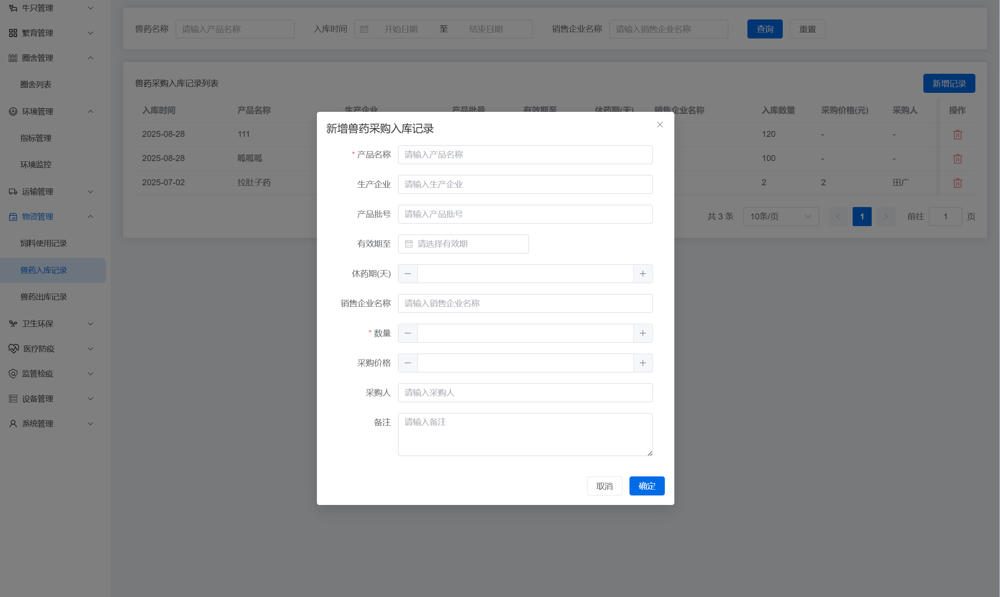 牛只管理
繁育管理
圈舍管理
圈舍列表
环境管理
指标管理
环境监控
运输管理
物资管理
饲料使用记录
兽药入库记录
兽药出库记录
卫生环保
医疗防疫
监管检疫
设备管理
系统管理
兽药名称 请输入产品名称 入库时间 开始日期 至 结束日期 销售企业名称 请输入销售企业名称 查询 重置
兽药采购入库记录列表 新增记录
入库时间 产品名称 生产企业 产品批号 有效期至 休药期(天) 销售企业名称 入库数量 采购价格(元) 采购人 操作
2025-08-28 111 120 - -
2025-08-28 呱呱呱 100 - -
2025-07-02 拉肚子药 2 2 田广
共 3 条 10条/页 1 前往 1 页
新增兽药采购入库记录
* 产品名称 请输入产品名称
生产企业 请输入生产企业
产品批号 请输入产品批号
有效期至 请选择有效期
休药期(天)
销售企业名称 请输入销售企业名称
* 数量
采购价格
采购人 请输入采购人
备注 请输入备注
取消 确定